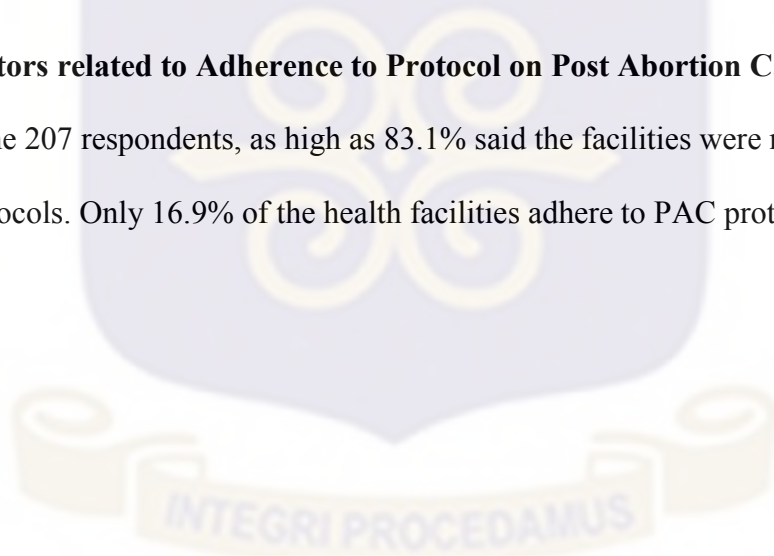 tors related to Adherence to Protocol on Post Abortion C
e 207 respondents, as high as 83.1% said the facilities were
ocols. Only 16.9% of the health facilities adhere to PAC prot
INTEGRI PROCEDAMUS